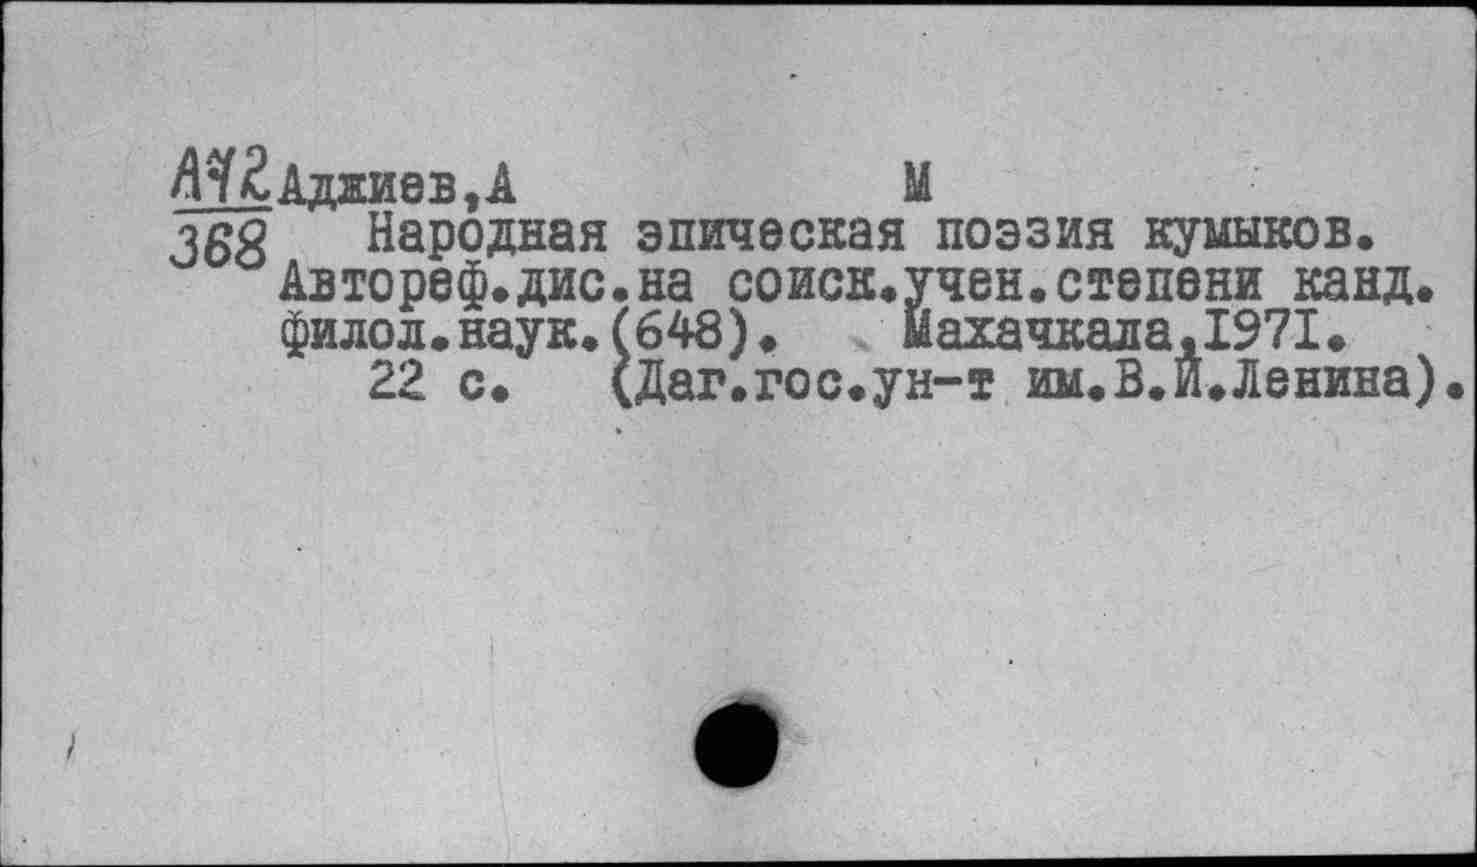 АЧ2 Аджиев,А М
368 Народная эпическая поэзия кумыков.
Автореф.дис.на соиск.учен.степени канд.
филол.наук.(648). Махачкала,1971.
22 с. (Даг.гос.ун-т им.В.И.Ленина).